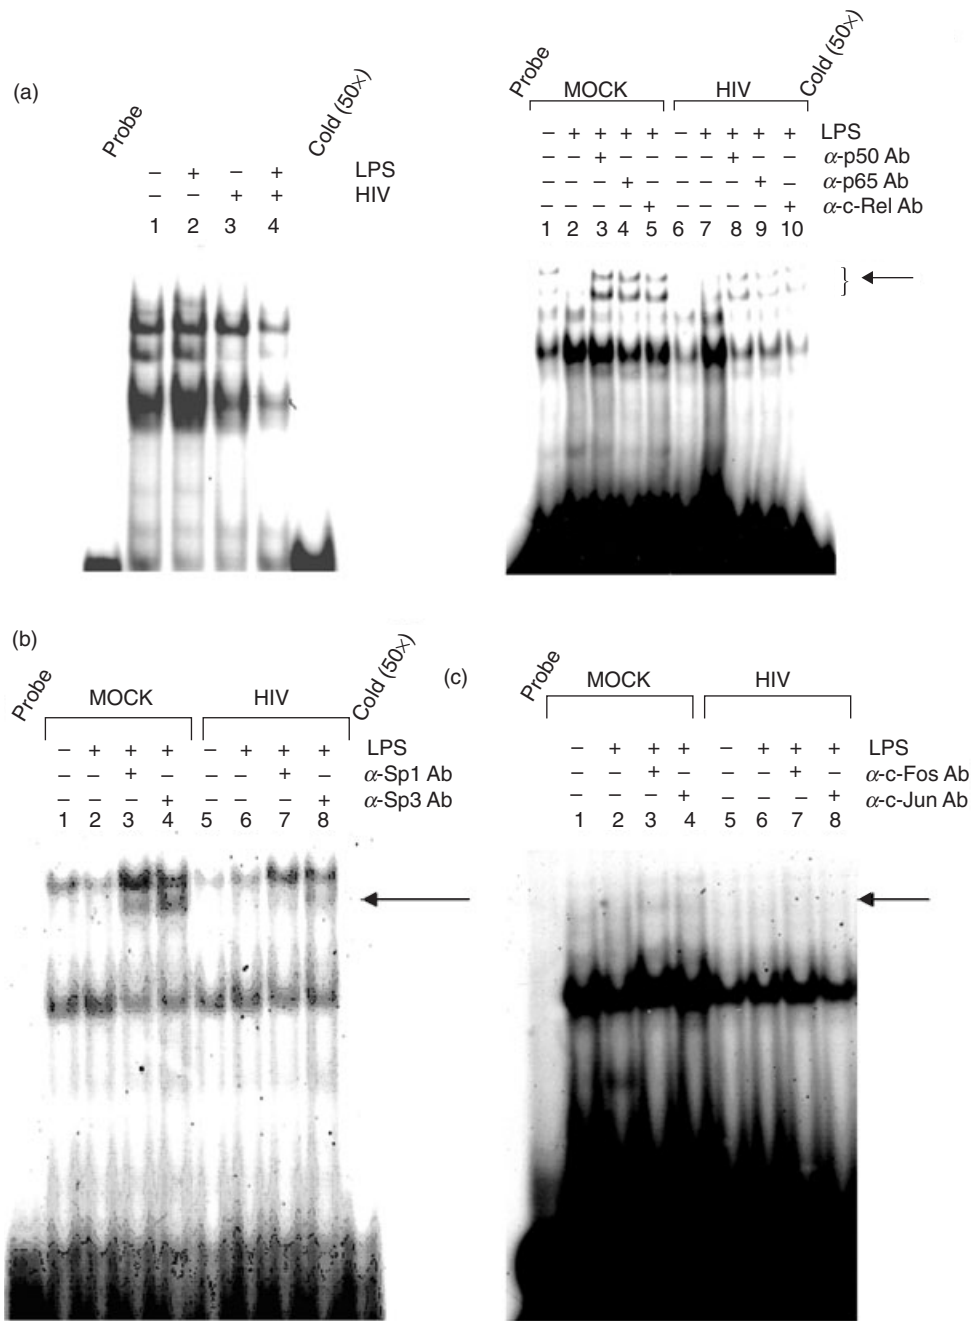 (a)
Probe
Cold (50×)
– + – + LPS
– – + + HIV
1 2 3 4
Probe
MOCK HIV
Cold (50×)
– + + + + – + + + + LPS
– – + – – – – + – – α-p50 Ab
– – – + – – – – + – α-p65 Ab
– – – – + – – – – + α-c-Rel Ab
1 2 3 4 5 6 7 8 9 10
(b)
Probe
MOCK HIV
Cold (50×)
– + + + – + + + LPS
– – + – – – + – α-Sp1 Ab
– – – + – – – + α-Sp3 Ab
1 2 3 4 5 6 7 8
(c)
Probe
MOCK HIV
– + + + – + + + LPS
– – + – – – + – α-c-Fos Ab
– – – + – – – + α-c-Jun Ab
1 2 3 4 5 6 7 8